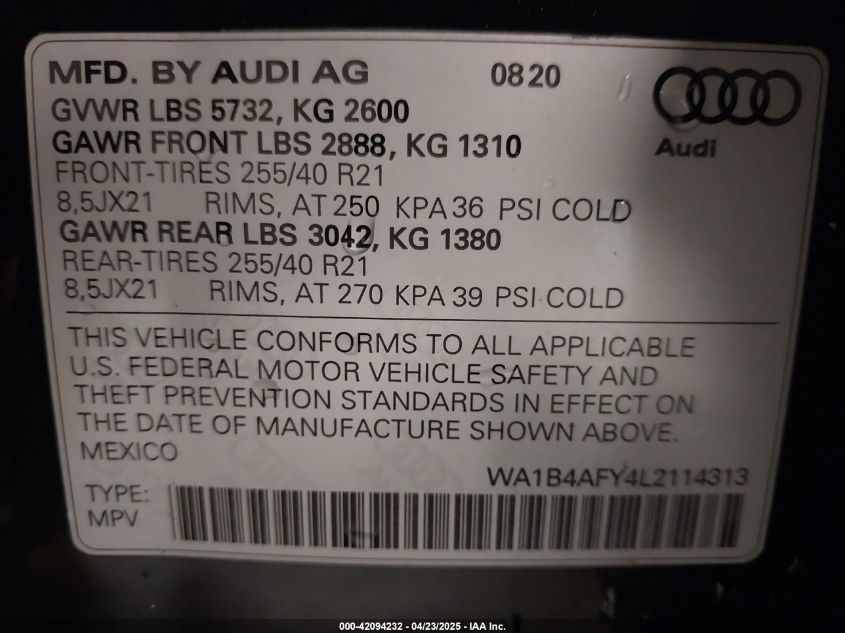 MFD. BY AUDI AG 08 20
GVWR LBS 5732, KG 2600
GAWR FRONT LBS 2888, KG 1310
Audi
FRONT-TIRES 255/40 R21
8,5JX21 RIMS, AT 250 KPA 36 PSI COLD
GAWR REAR LBS 3042, KG 1380
REAR-TIRES 255/40 R21
8,5JX21 RIMS, AT 270 KPA 39 PSI COLD
THIS VEHICLE CONFORMS TO ALL APPLICABLE
U.S. FEDERAL MOTOR VEHICLE SAFETY AND
THEFT PREVENTION STANDARDS IN EFFECT ON
THE DATE OF MANUFACTURE SHOWN ABOVE.
MEXICO
WA1B4AFY4L2114313
TYPE:
MPV
000-42094232 - 04/23/2025 - IAA Inc.